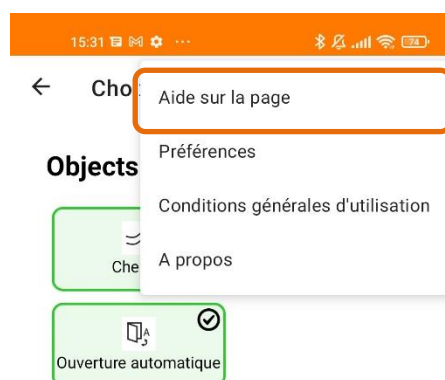 15:31
74
Cho
Aide sur la page
Préférences
Objects
Conditions générales d'utilisation
Che
A propos
A
Ouverture automatique